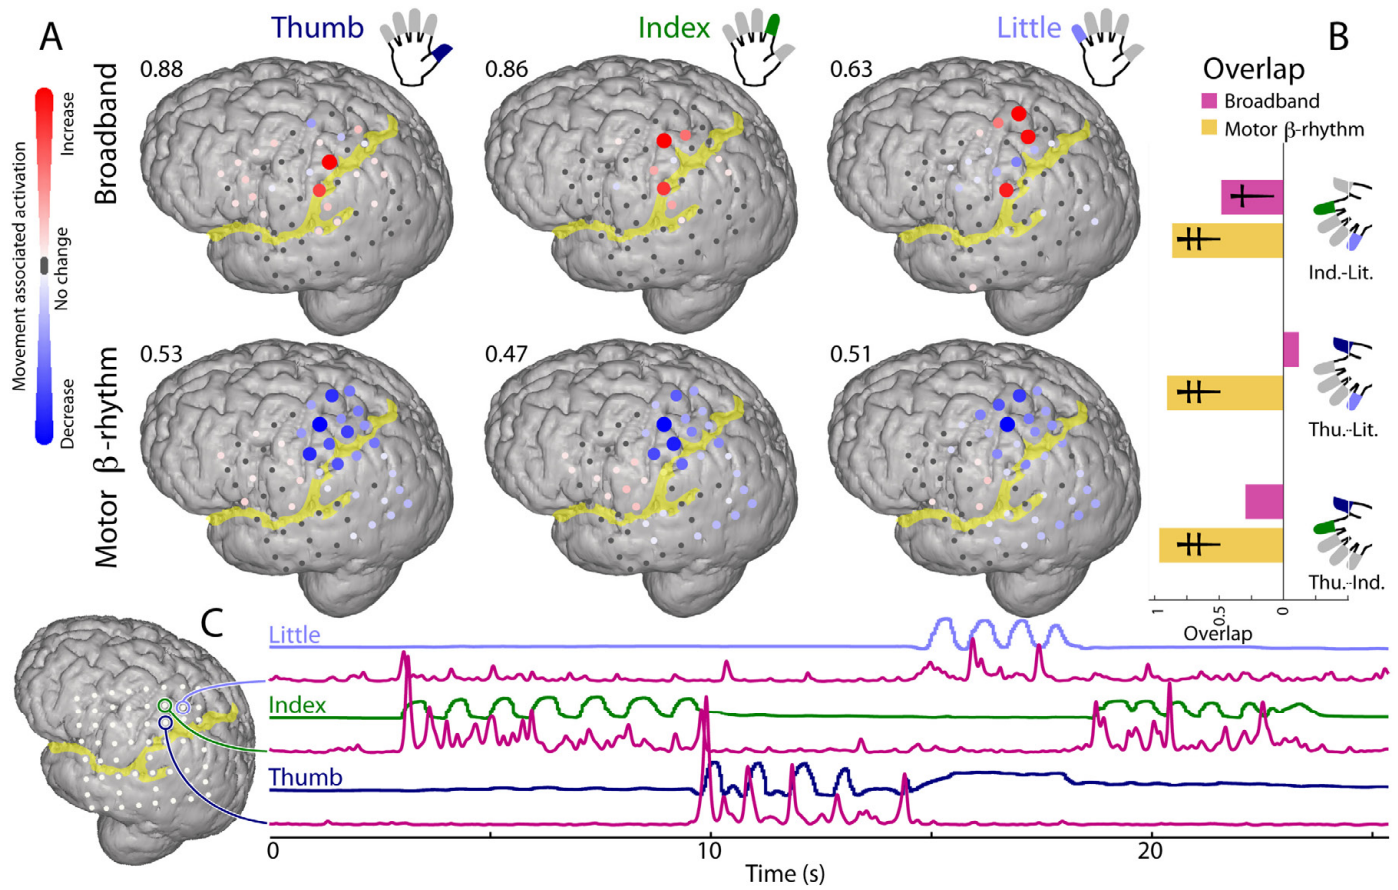 A
Thumb
Index
Little
B
Broadband
0.88
0.86
0.63
Movement associated activation
Increase
No change
Decrease
Overlap
Broadband
Motor β-rhythm
Ind.-Lit.
Thu.-Lit.
Thu.-Ind.
1
0.5
0
Overlap
Motor β-rhythm
0.53
0.47
0.51
C
Little
Index
Thumb
0
10
20
Time (s)